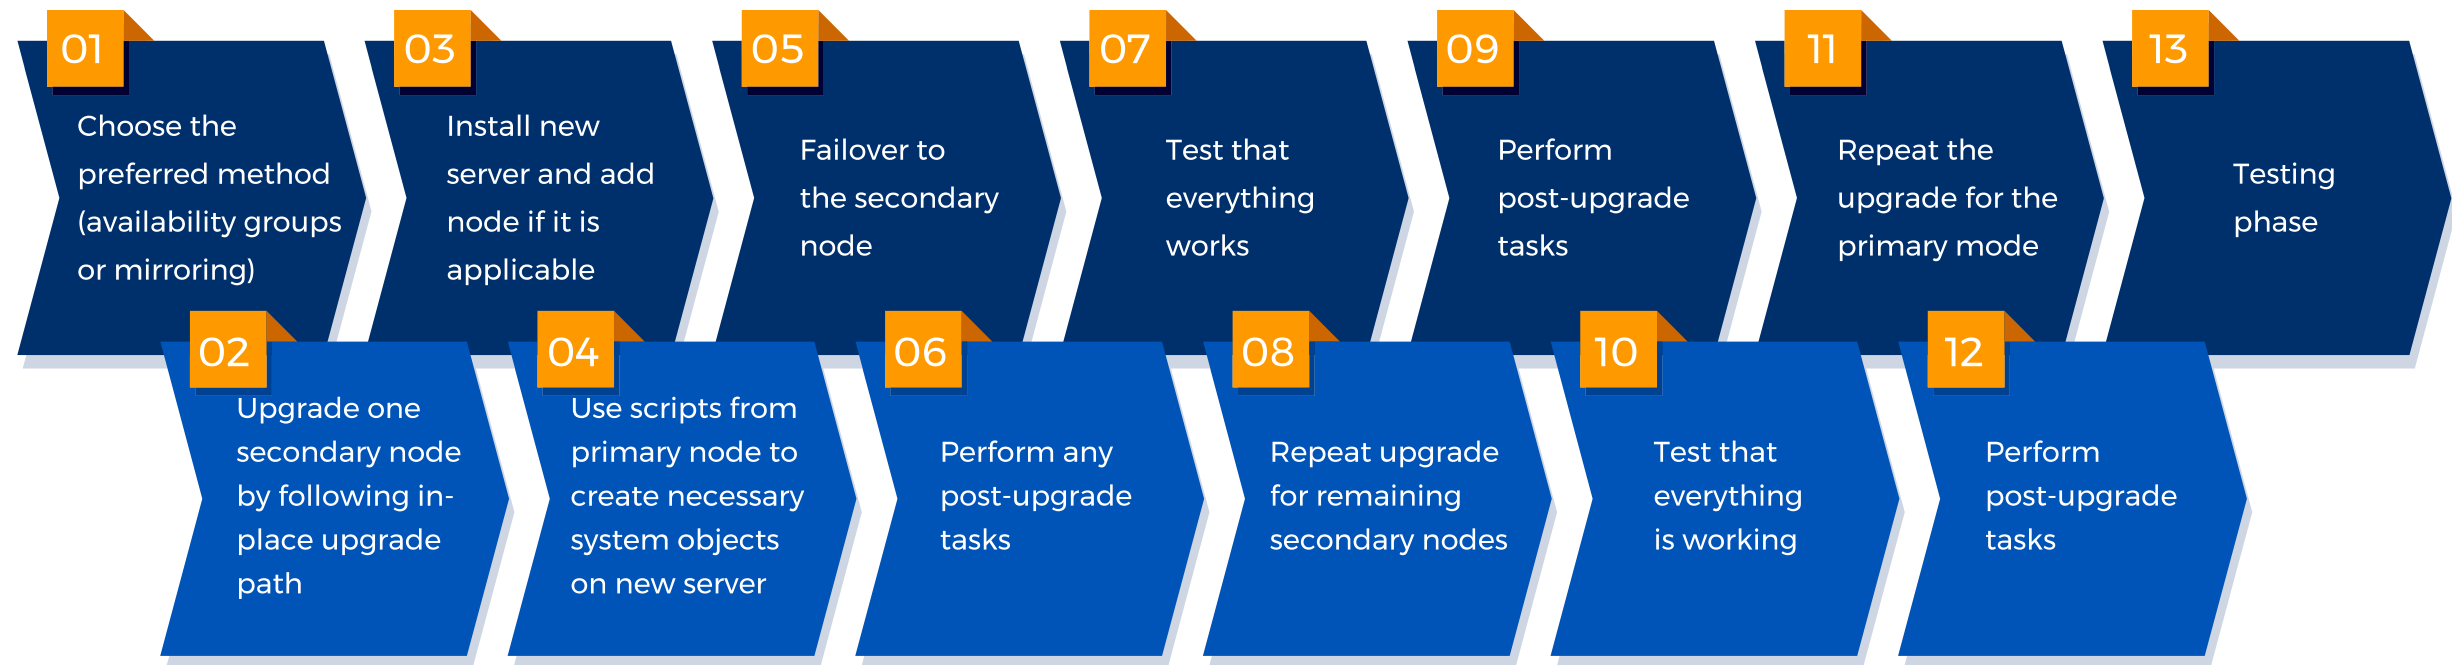 01
Choose the
preferred method
(availability groups
or mirroring)
02
Upgrade one
secondary node
by following in-
place upgrade
path
03
Install new
server and add
node if it is
applicable
04
Use scripts from
primary node to
create necessary
system objects
on new server
05
Failover to
the secondary
node
06
Perform any
post-upgrade
tasks
07
Test that
everything
works
08
Repeat upgrade
for remaining
secondary nodes
09
Perform
post-upgrade
tasks
10
Test that
everything
is working
11
Repeat the
upgrade for the
primary mode
12
Perform
post-upgrade
tasks
13
Testing
phase